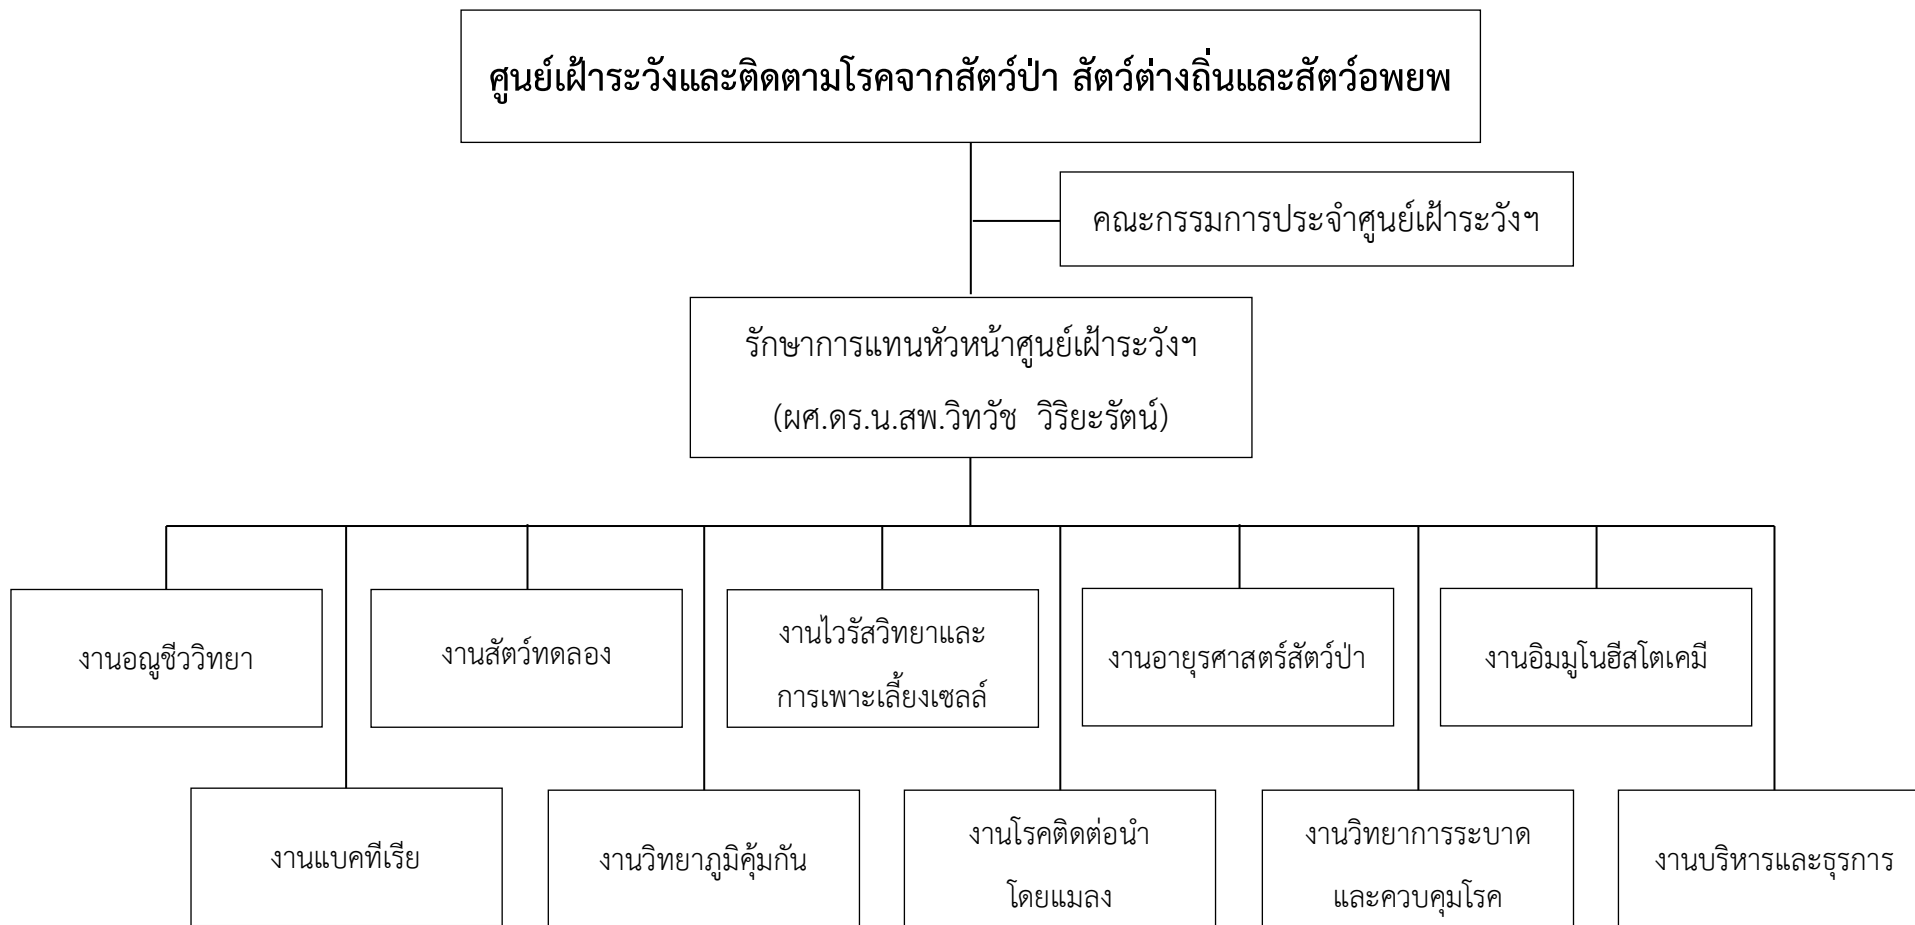 ศูนย์เฝ้าระวังและติดตามโรคจากสัตว์ป่า สัตว์ต่างถิ่นและสัตว์อพยพ
คณะกรรมการประจำศูนย์เฝ้าระวังฯ
รักษาการแทนหัวหน้าศูนย์เฝ้าระวังฯ
(ผศ.ดร.น.สพ.วิทวัช วิริยะรัตน์)
งานอณูชีววิทยา
งานสัตว์ทดลอง
งานไวรัสวิทยาและ
การเพาะเลี้ยงเซลล์
งานอายุรศาสตร์สัตว์ป่า
งานอิมมูโนฮีสโตเคมี
งานแบคทีเรีย
งานวิทยาภูมิคุ้มกัน
งานโรคติดต่อนำ
โดยแมลง
งานวิทยาการระบาด
และควบคุมโรค
งานบริหารและธุรการ